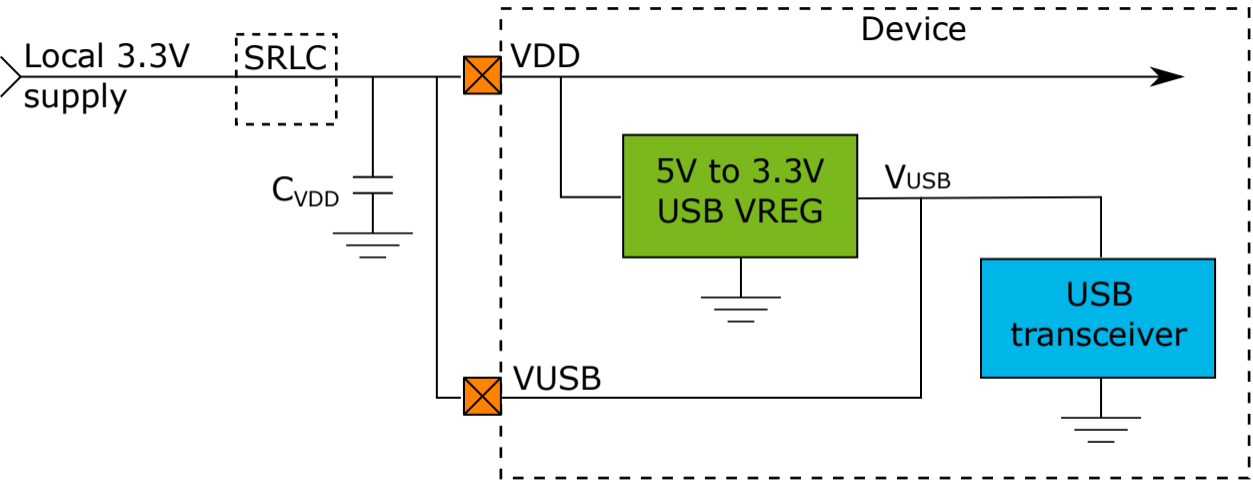 Device
Local 3.3V
supply
SRLC
VDD
5V to 3.3V
USB VREG
VUSB
CVDD
USB
transceiver
VUSB